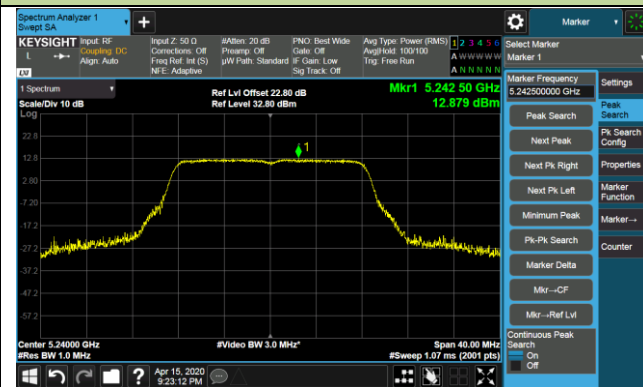 Spectrum Analyzer 1
Swept SA
Marker
KEYSIGHT
Input: RF
Coupling: DC
Align: Auto
Input Z: 50 Ω
Corrections: Off
Freq Ref: Int (S)
NFE: Adaptive
#Atten: 20 dB
Preamp: Off
µW Path: Standard
PNO: Best Wide
Gate: Off
IF Gain: Low
Sig Track: Off
Avg Type: Power (RMS)
Avg|Hold: 100/100
Trig: Free Run
1 2 3 4 5 6
A W W W W W
A N N N N N
L
LXI
Select Marker
Marker 1
1 Spectrum
Scale/Div 10 dB
Log
Ref Lvl Offset 22.80 dB
Ref Level 32.80 dBm
Mkr1 5.242 50 GHz
12.879 dBm
22.8
12.8
2.80
-7.20
-17.2
-27.2
-37.2
-47.2
-57.2
1
Center 5.24000 GHz
#Res BW 1.0 MHz
#Video BW 3.0 MHz*
Span 40.00 MHz
#Sweep 1.07 ms (2001 pts)
Marker Frequency
5.242500000 GHz
Peak Search
Next Peak
Next Pk Right
Next Pk Left
Minimum Peak
Pk-Pk Search
Marker Delta
Mkr→CF
Mkr→Ref Lvl
Continuous Peak
Search
On
Off
Settings
Peak
Search
Pk Search
Config
Properties
Marker
Function
Marker→
Counter
?
Apr 15, 2020
9:23:12 PM